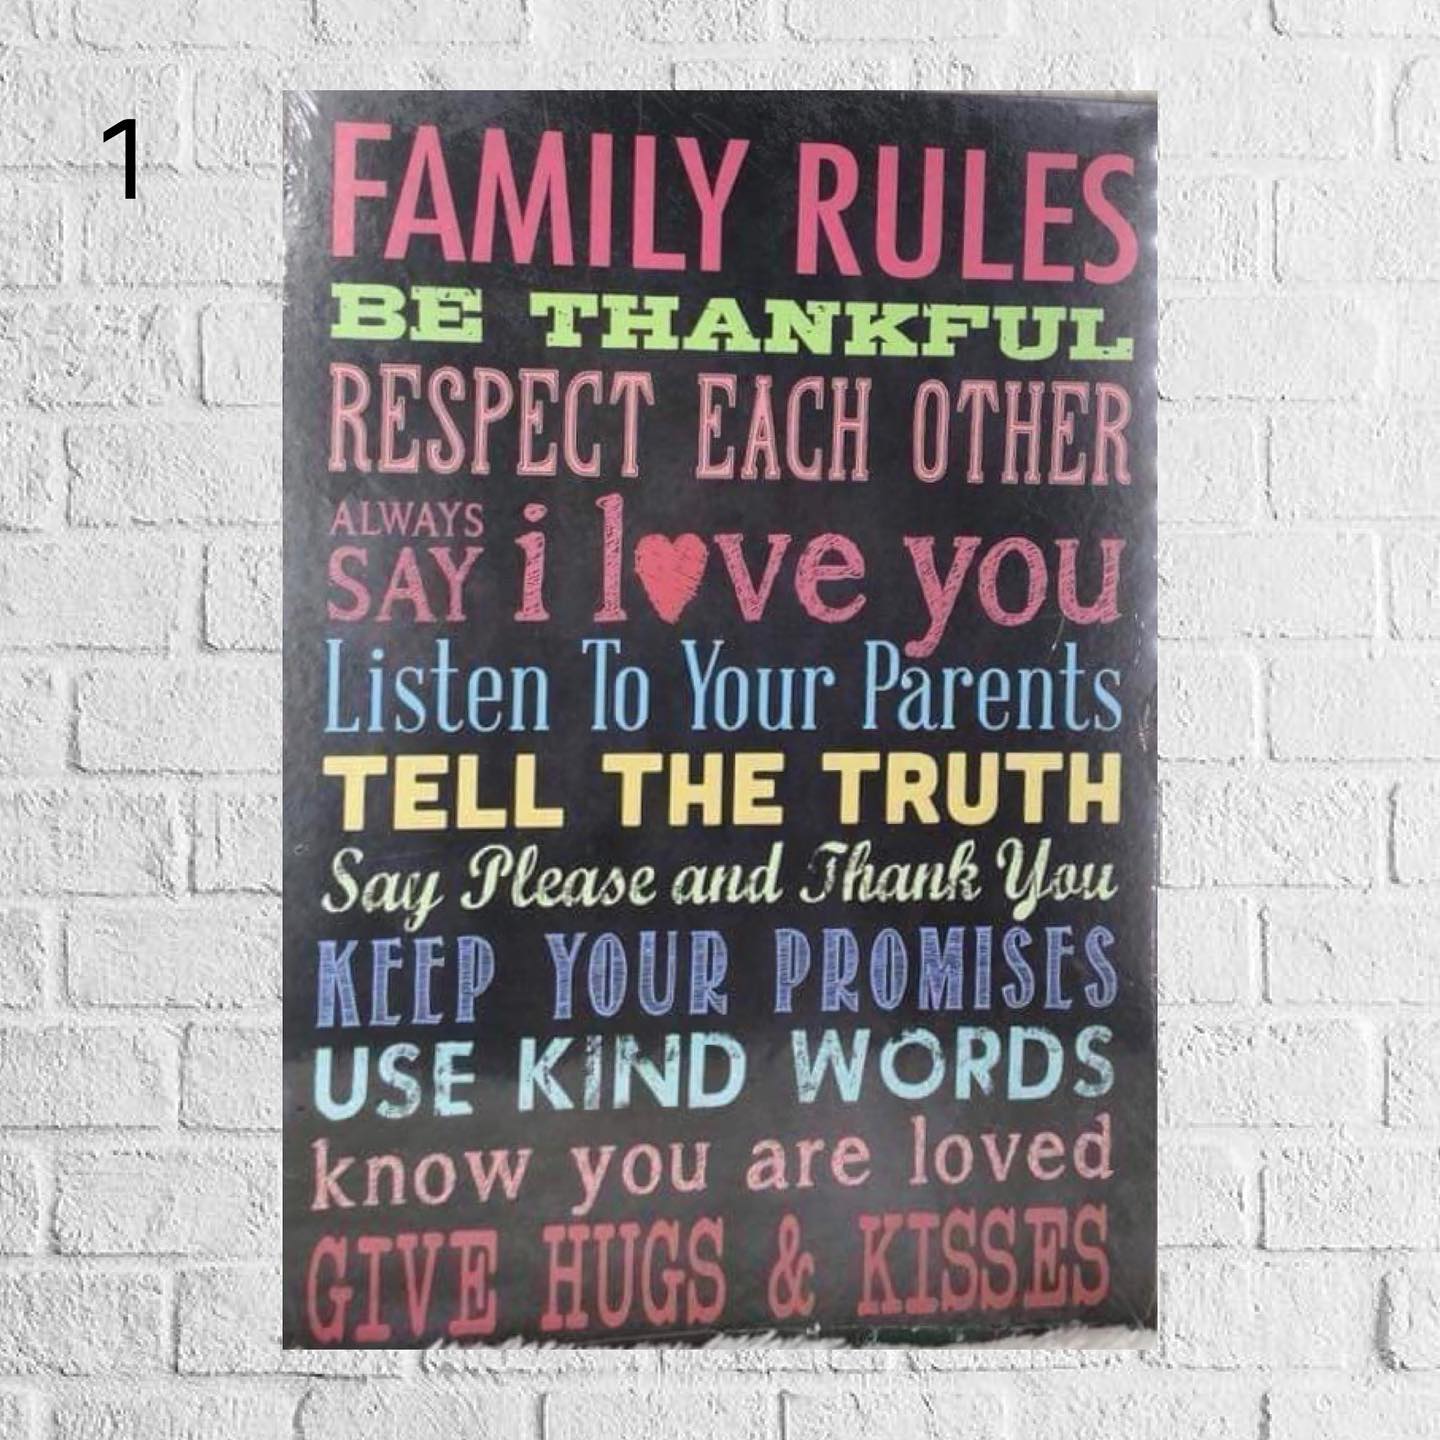 1
FAMILY RULES
BE THANKFUL
RESPECT EACH OTHER
ALWAYS
SAY i l♥ve you
Listen To Your Parents
TELL THE TRUTH
Say Please and Thank You
KEEP YOUR PROMISES
USE KIND WORDS
know you are loved
GIVE HUGS & KISSES